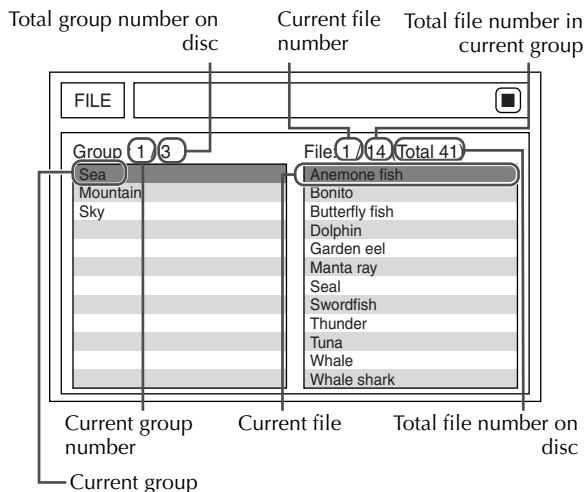 Total group number on
disc
Current file
number
Total file number in
current group
FILE
Group 1/3
File: 1/14 (Total 41)
Sea
Mountain
Sky
Anemone fish
Bonito
Butterfly fish
Dolphin
Garden eel
Manta ray
Seal
Swordfish
Thunder
Tuna
Whale
Whale shark
Current group
number
Current file
Total file number on
disc
Current group